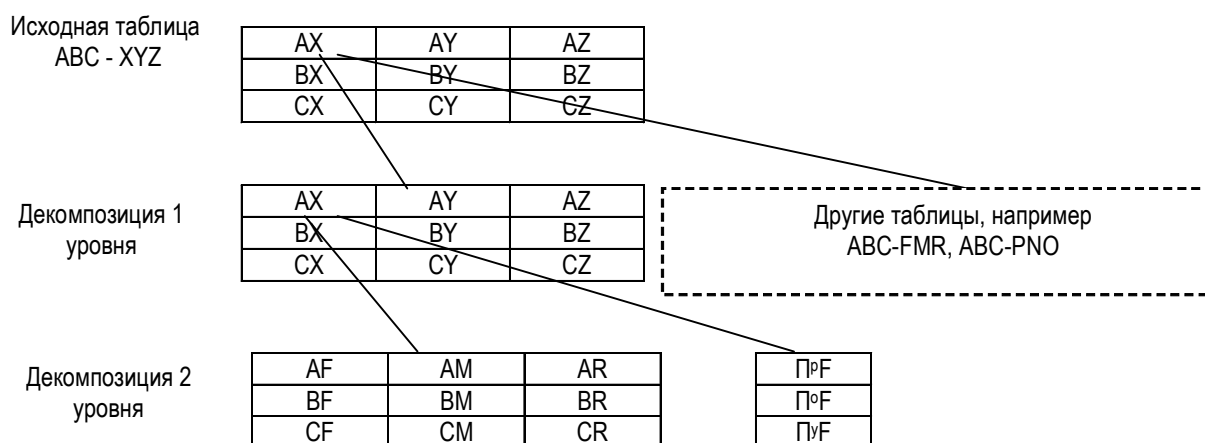 Исходная таблица
ABC - XYZ
AX AY AZ
BX BY BZ
CX CY CZ
Декомпозиция 1
уровня
AX AY AZ
BX BY BZ
CX CY CZ
Другие таблицы, например
ABC-FMR, ABC-PNO
Декомпозиция 2
уровня
AF AM AR
BF BM BR
CF CM CR
ПрF
ПоF
ПуF